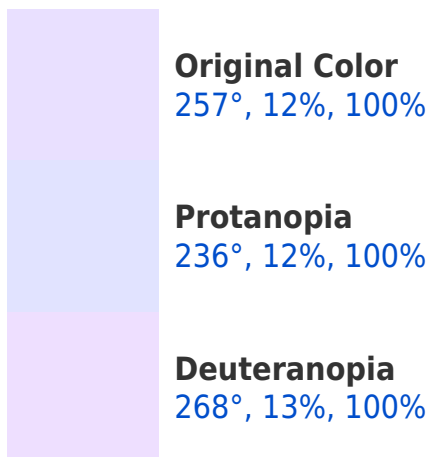 Original Color
257°, 12%, 100%
Protanopia
236°, 12%, 100%
Deuteranopia
268°, 13%, 100%